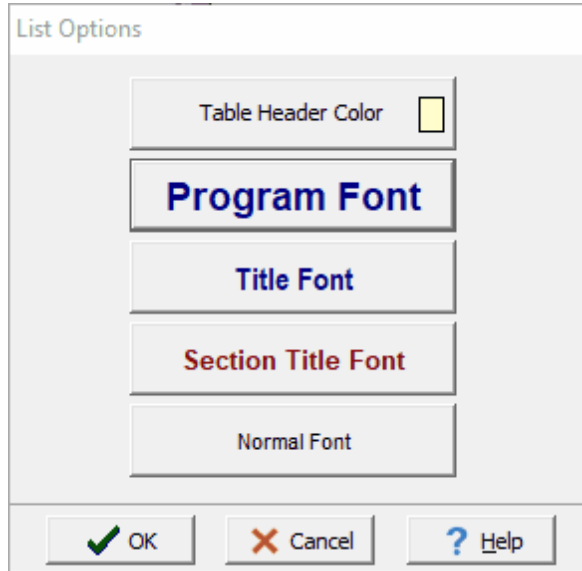 List Options
Table Header Color
Program Font
Title Font
Section Title Font
Normal Font
OK
Cancel
? Help